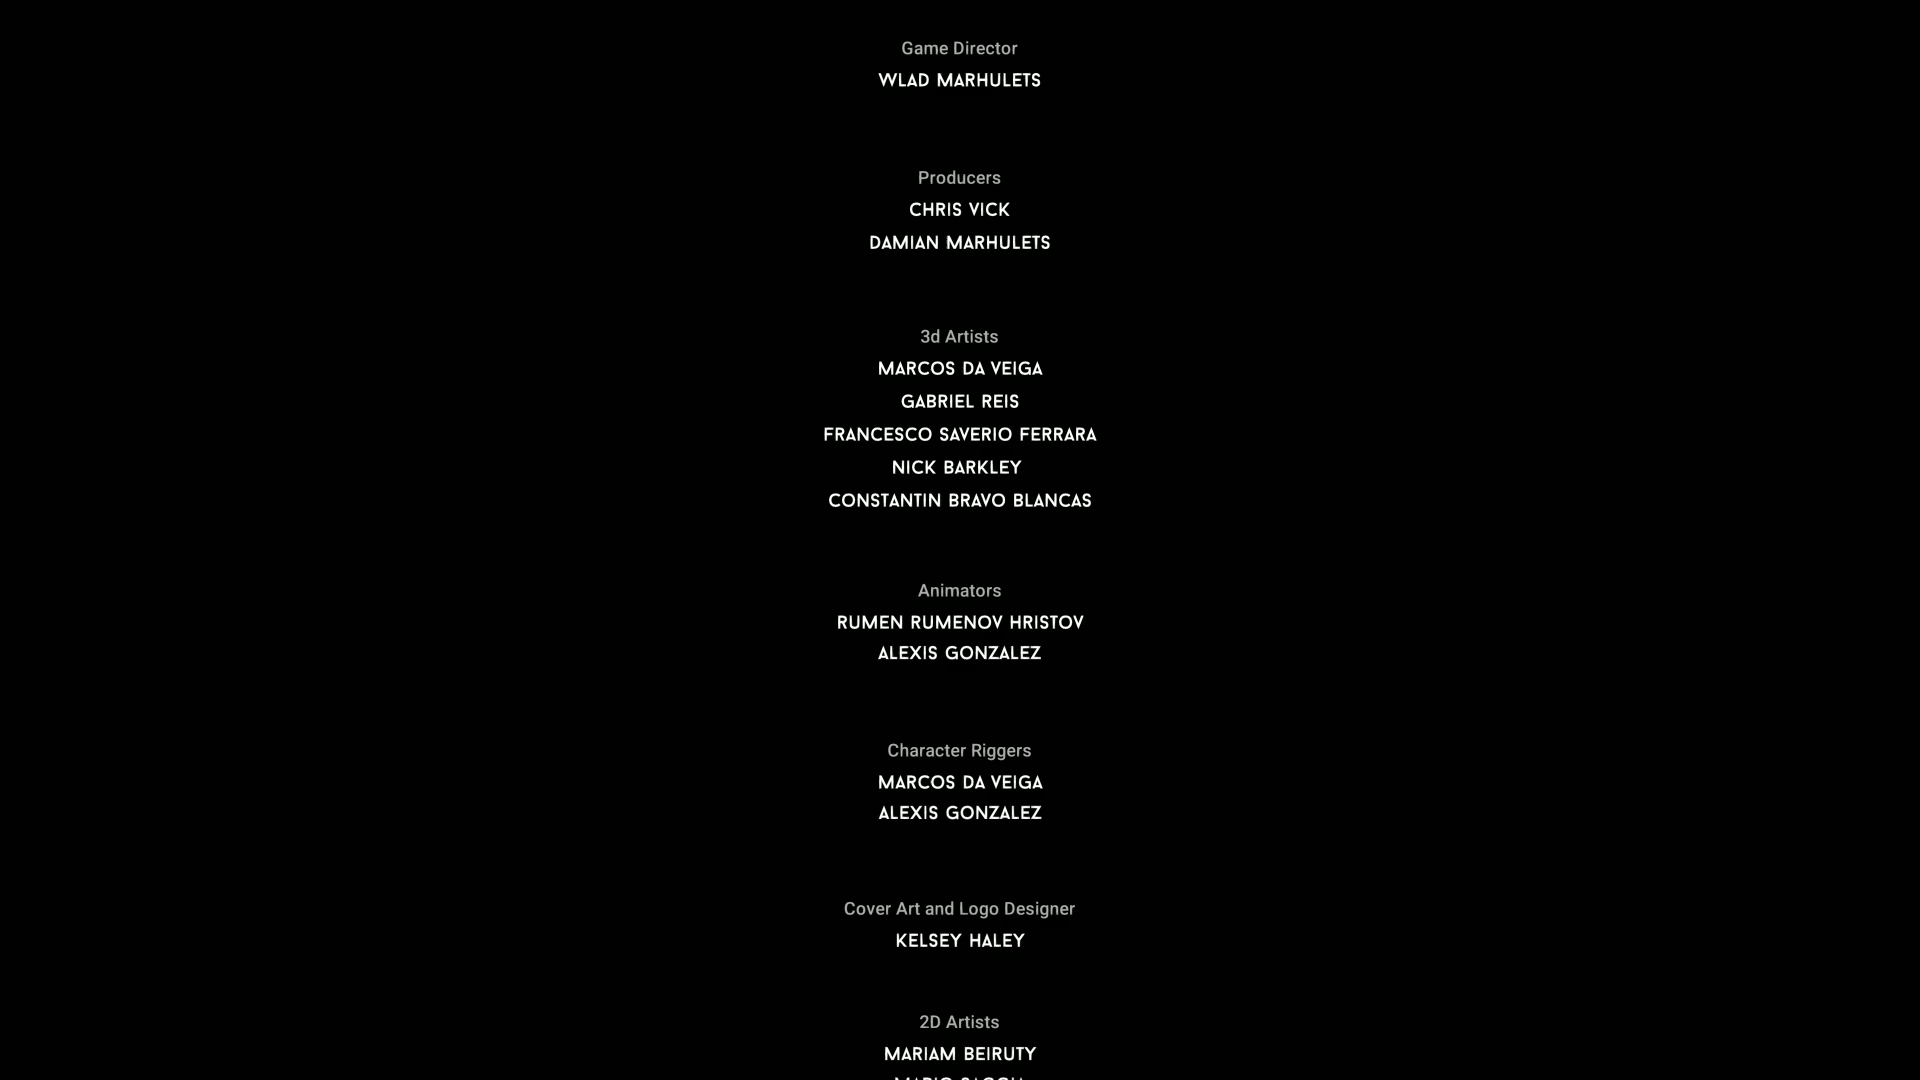 Game Director
WLAD MARHULETS
Producers
CHRIS VICK
DAMIAN MARHULETS
3d Artists
MARCOS DA VEIGA
GABRIEL REIS
FRANCESCO SAVERIO FERRARA
NICK BARKLEY
CONSTANTIN BRAVO BLANCAS
Animators
RUMEN RUMENOV HRISTOV
ALEXIS GONZALEZ
Character Riggers
MARCOS DA VEIGA
ALEXIS GONZALEZ
Cover Art and Logo Designer
KELSEY HALEY
2D Artists
MARIAM BEIRUTY